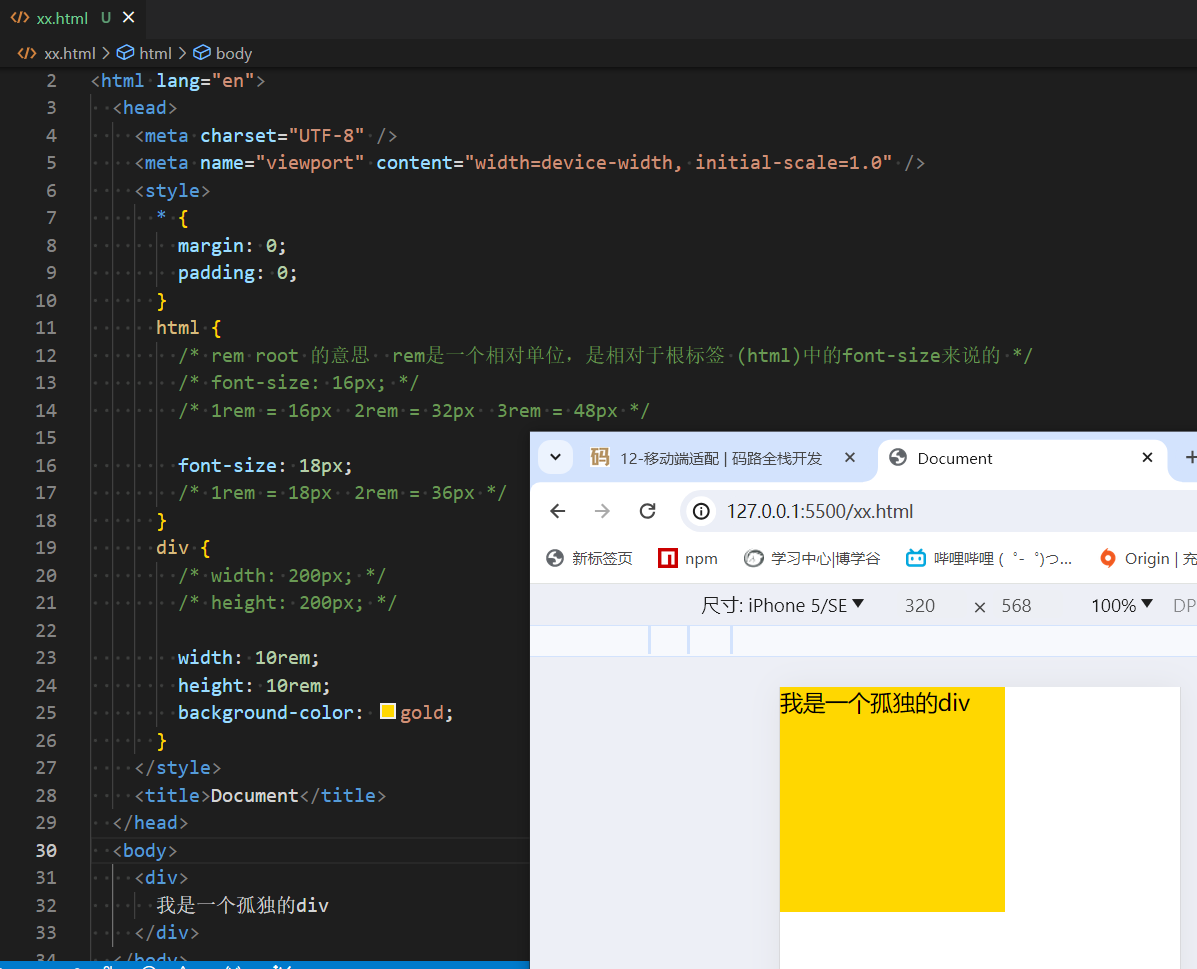 xx.html U
xx.html html body
2 <html lang="en">
3 <head>
4 <meta charset="UTF-8" />
5 <meta name="viewport" content="width=device-width, initial-scale=1.0" />
6 <style>
7 * {
8 margin: 0;
9 padding: 0;
10 }
11 html {
12 /* rem root 的意思 rem是一个相对单位，是相对于根标签 (html)中的font-size来说的 */
13 /* font-size: 16px; */
14 /* 1rem = 16px 2rem = 32px 3rem = 48px */
15
16 font-size: 18px;
17 /* 1rem = 18px 2rem = 36px */
18 }
19 div {
20 /* width: 200px; */
21 /* height: 200px; */
22
23 width: 10rem;
24 height: 10rem;
25 background-color: gold;
26 }
27 </style>
28 <title>Document</title>
29 </head>
30 <body>
31 <div>
32 我是一个孤独的div
33 </div>
34 </body>
码 12-移动端适配 | 码路全栈开发 Document
127.0.0.1:5500/xx.html
新标签页 npm 学习中心|博学谷 哔哩哔哩 ( ゜- ゜)つ... Origin | 充
尺寸: iPhone 5/SE 320 × 568 100% DP
我是一个孤独的div